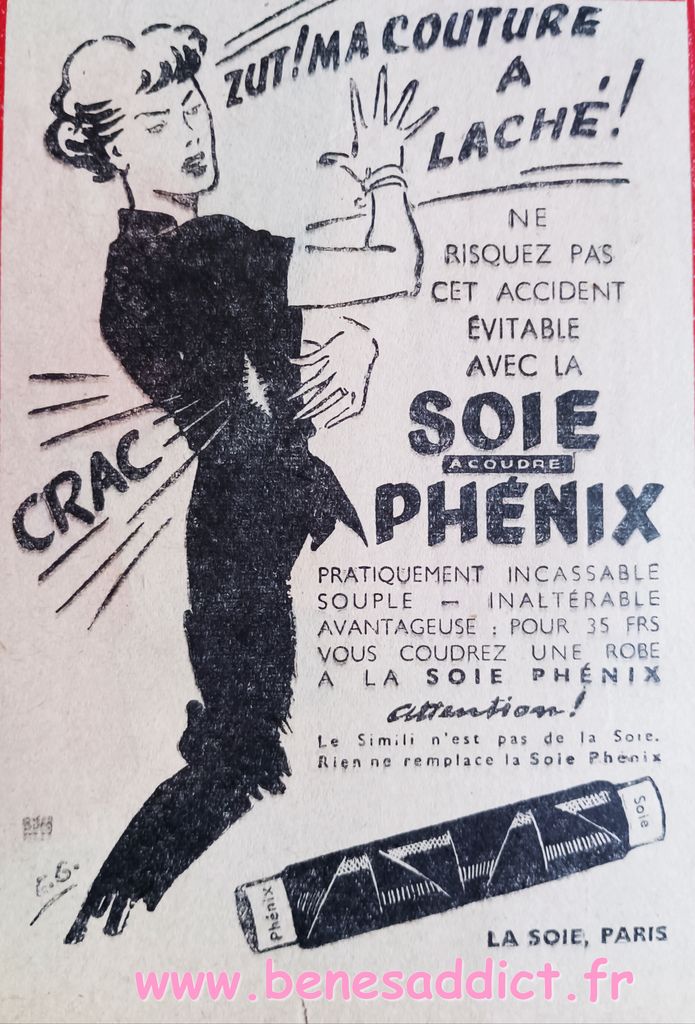 ZUT! MA COUTURE
A
LACHÉ!
NE
RISQUEZ PAS
CET ACCIDENT
ÉVITABLE
AVEC LA
SOIE
A COUDRE
PHÉNIX
CRAC
PRATIQUEMENT INCASSABLE
SOUPLE — INALTÉRABLE
AVANTAGEUSE : POUR 35 FRS
VOUS COUDREZ UNE ROBE
A LA SOIE PHÉNIX
attention!
Le Simili n'est pas de la Soie.
Rien ne remplace la Soie Phénix
Soie
Phénix
E.G.
LA SOIE, PARIS
www.benesaddict.fr